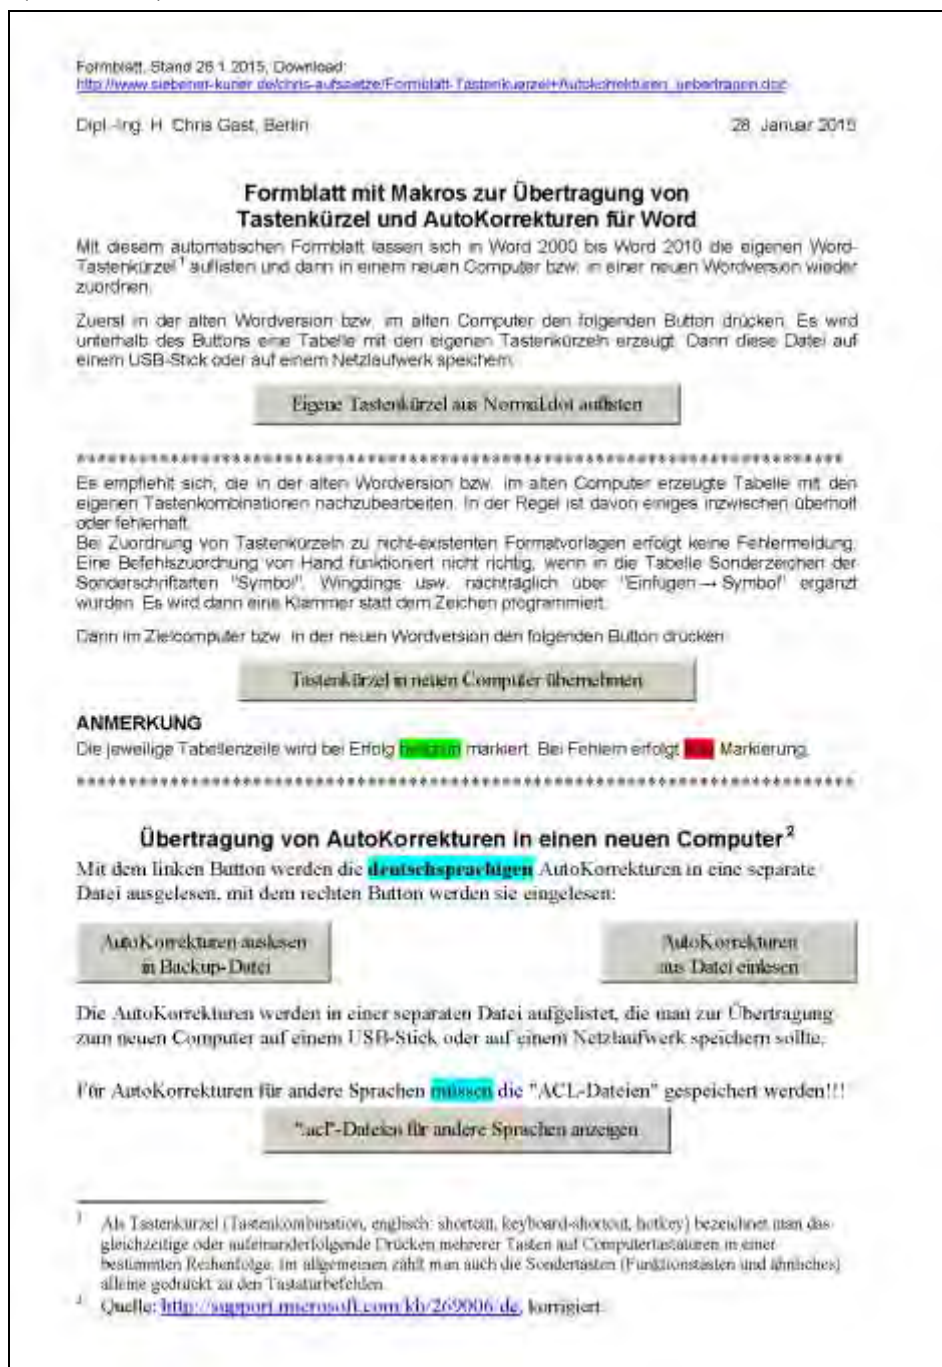 Formblatt, Stand 28.1.2015, Download:
http://www.siebener-kurier.de/chris-aufsaetze/Formblatt-Tastenkuerzel+Autokorrekturen_uebertragen.doc
Dipl.-Ing. H. Chris Gast, Berlin 28. Januar 2015
Formblatt mit Makros zur Übertragung von
Tastenkürzel und AutoKorrekturen für Word
Mit diesem automatischen Formblatt lassen sich in Word 2000 bis Word 2010 die eigenen Word-
Tastenkürzel¹ auflisten und dann in einem neuen Computer bzw. in einer neuen Wordversion wieder
zuordnen.
Zuerst in der alten Wordversion bzw. im alten Computer den folgenden Button drücken. Es wird
unterhalb des Buttons eine Tabelle mit den eigenen Tastenkürzeln erzeugt. Dann diese Datei auf
einem USB-Stick oder auf einem Netzlaufwerk speichern.
Eigene Tastenkürzel aus Normal.dot auflisten
******************************************************************************
Es empfiehlt sich, die in der alten Wordversion bzw. im alten Computer erzeugte Tabelle mit den
eigenen Tastenkombinationen nachzubearbeiten. In der Regel ist davon einiges inzwischen überholt
oder fehlerhaft.
Bei Zuordnung von Tastenkürzeln zu nicht-existenten Formatvorlagen erfolgt keine Fehlermeldung.
Eine Befehlszuordnung von Hand funktioniert nicht richtig, wenn in die Tabelle Sonderzeichen der
Sonderschriftarten "Symbol", Wingdings usw. nachträglich über "Einfügen → Symbol" ergänzt
wurden. Es wird dann eine Klammer statt dem Zeichen programmiert.
Dann im Zielcomputer bzw. in der neuen Wordversion den folgenden Button drücken:
Tastenkürzel in neuen Computer übernehmen
ANMERKUNG
Die jeweilige Tabellenzeile wird bei Erfolg hellgrün markiert. Bei Fehlern erfolgt rote Markierung.
******************************************************************************
Übertragung von AutoKorrekturen in einen neuen Computer²
Mit dem linken Button werden die deutschsprachigen AutoKorrekturen in eine separate
Datei ausgelesen, mit dem rechten Button werden sie eingelesen:
AutoKorrekturen auslesen AutoKorrekturen
in Backup-Datei aus Datei einlesen
Die AutoKorrekturen werden in einer separaten Datei aufgelistet, die man zur Übertragung
zum neuen Computer auf einem USB-Stick oder auf einem Netzlaufwerk speichern sollte.
Für AutoKorrekturen für andere Sprachen müssen die "ACL-Dateien" gespeichert werden!!!
".acl"-Dateien für andere Sprachen anzeigen
1 Als Tastenkürzel (Tastenkombination, englisch: shortcut, keyboard-shortcut, hotkey) bezeichnet man das
gleichzeitige oder aufeinanderfolgende Drücken mehrerer Tasten auf Computertastaturen in einer
bestimmten Reihenfolge. Im allgemeinen zählt man auch die Sondertasten (Funktionstasten und ähnliches)
alleine gedrückt zu den Tastaturbefehlen.
2 Quelle: http://support.microsoft.com/kb/269006/de, korrigiert.